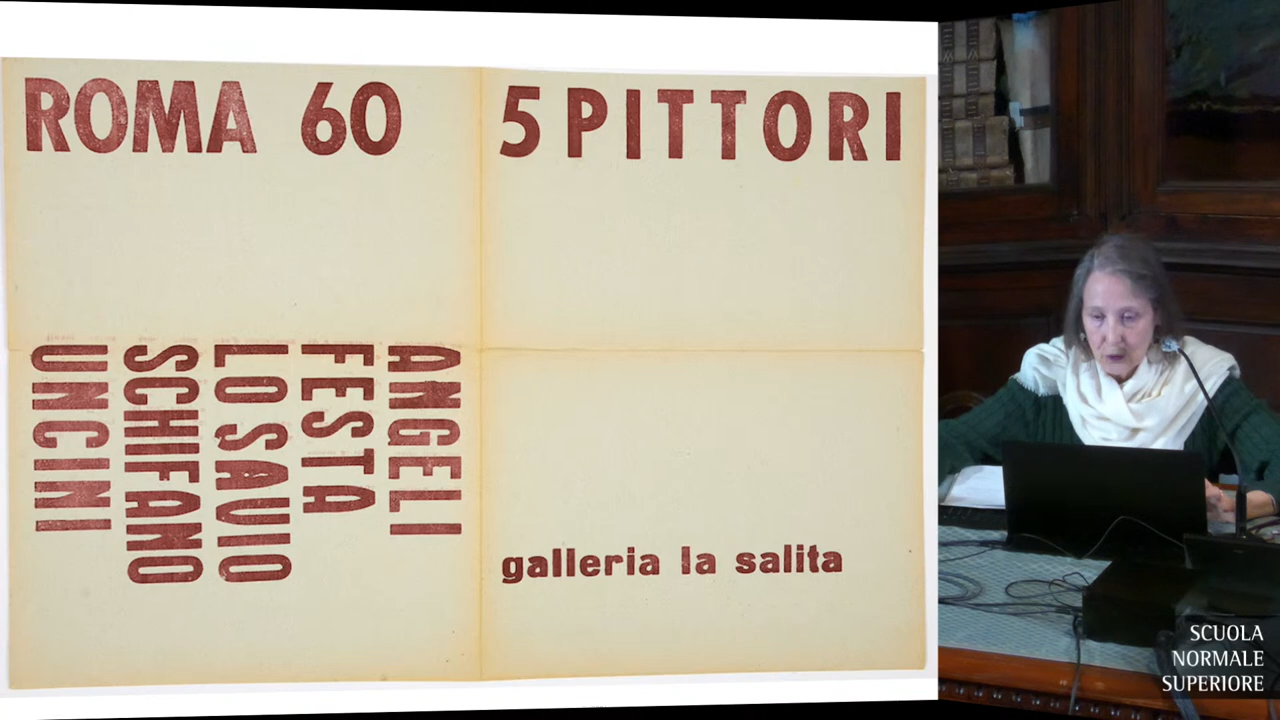 ROMA 60
5 PITTORI
ANGELI
FESTA
LO SAVIO
SCHIFANO
UNCINI
galleria la salita
SCUOLA
NORMALE
SUPERIORE